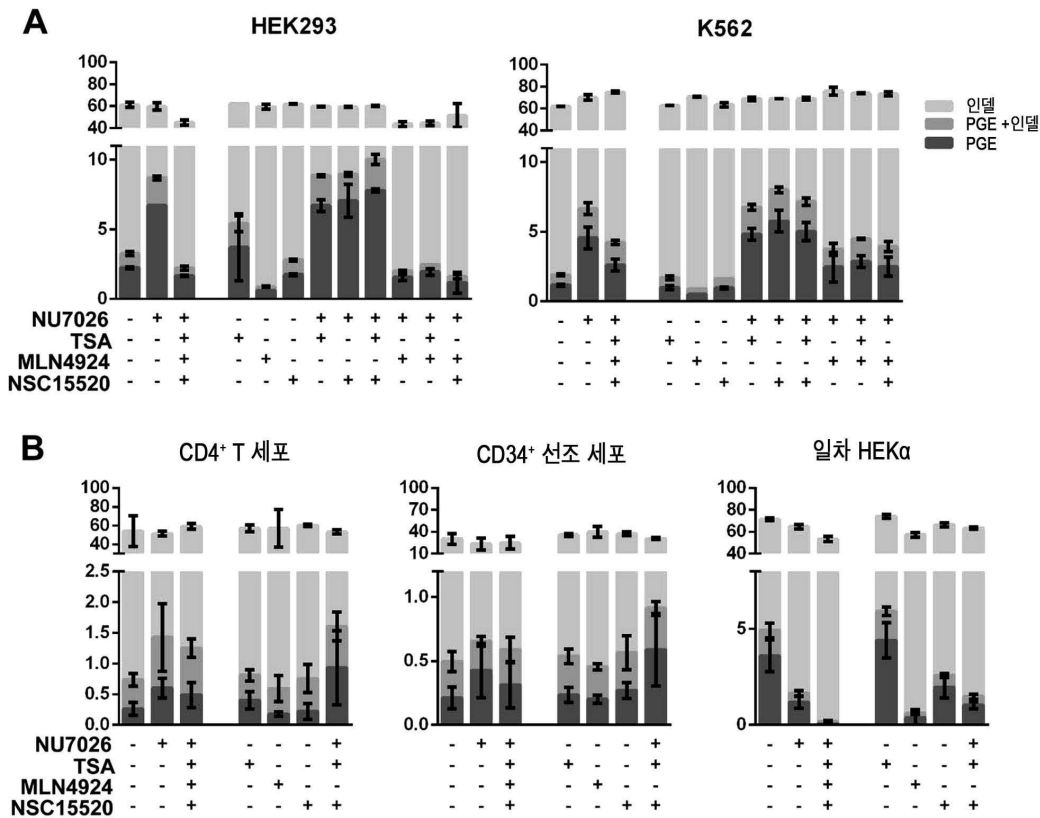 A
HEK293
K562
100
80
60
40
10
5
0
100
80
60
40
10
5
0
인델
PGE +인델
PGE
NU7026 - + + - - - + + + + + + - + + - - - + + + + + +
TSA - - + + - - + - + - + - - - + + - - + - + - + -
MLN4924 - - + - + - - - - + + + - - + - + - - - - + + +
NSC15520 - - + - - + - + + - - + - - + - - + - + + - - +
B
CD4⁺ T 세포
CD34⁺ 선조 세포
일차 HEKα
100
80
60
40
2.5
2.0
1.5
1.0
0.5
0.0
100
70
40
10
1.0
0.5
0.0
100
80
60
40
5
0
NU7026 - + + - - - + - + + - - - + - + + - - - +
TSA - - + + - - + - - + + - - + - - + + - - +
MLN4924 - - + - + - - - - + - + - - - - + - + - -
NSC15520 - - + - - + + - - + - - + + - - + - - + +